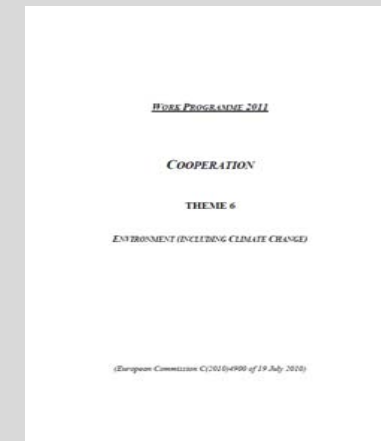 WORK PROGRAMME 2011
COOPERATION
THEME 6
ENVIRONMENT (INCLUDING CLIMATE CHANGE)
(European Commission C(2010)4900 of 19 July 2010)